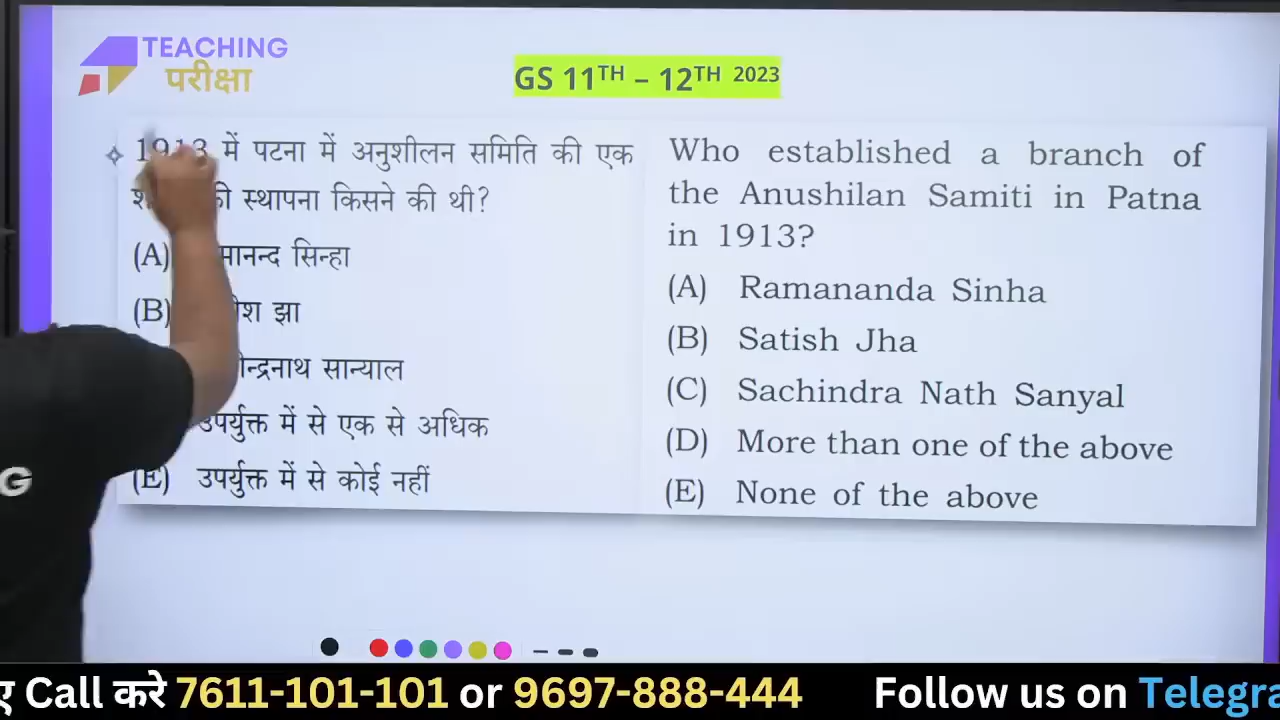 TEACHING
परीक्षा
GS 11TH – 12TH 2023
1913 में पटना में अनुशीलन समिति की एक
की स्थापना किसने की थी?
(A) सिन्हा
(B) झा
सान्याल
उपर्युक्त में से एक से अधिक
(E) उपर्युक्त में से कोई नहीं
Who established a branch of
the Anushilan Samiti in Patna
in 1913?
(A) Ramananda Sinha
(B) Satish Jha
(C) Sachindra Nath Sanyal
(D) More than one of the above
(E) None of the above
G
ए Call करे 7611-101-101 or 9697-888-444 Follow us on Telegra